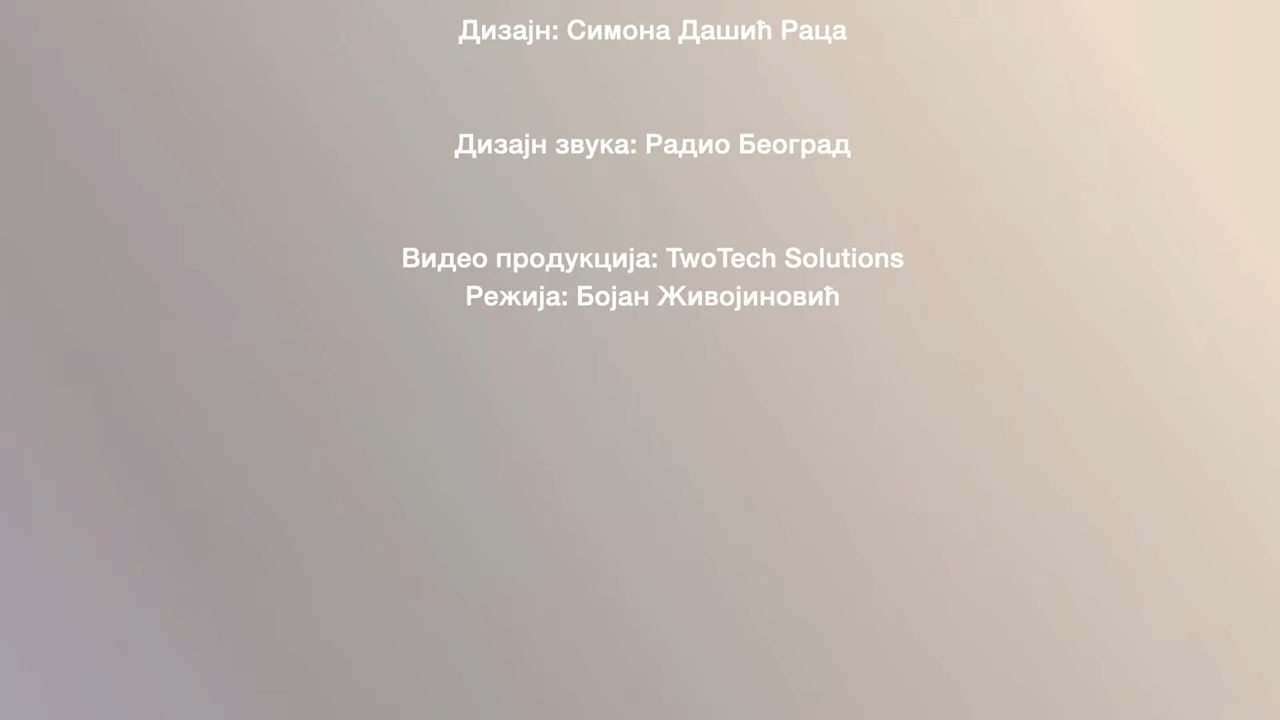 Дизајн: Симона Дашић Раца
Дизајн звука: Радио Београд
Видео продукција: TwoTech Solutions
Режија: Бојан Живојиновић